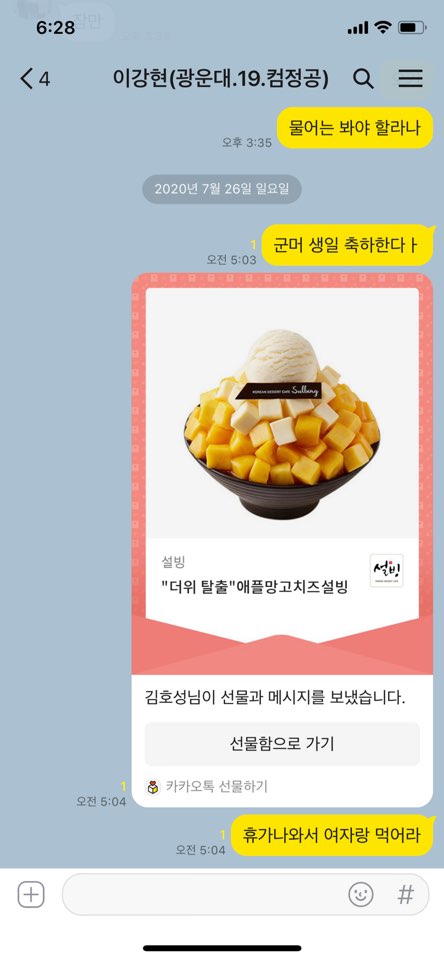 6:28
잠만
4
이강현(광운대.19.컴정공)
물어는 봐야 할라나
오후 3:35
2020년 7월 26일 일요일
군머 생일 축하한다ㅏ
1
오전 5:03
KOREAN DESSERT CAFE Sulbing
설빙
"더위 탈출"애플망고치즈설빙
설빙
김호성님이 선물과 메시지를 보냈습니다.
선물함으로 가기
카카오톡 선물하기
1
오전 5:04
휴가나와서 여자랑 먹어라
1
오전 5:04
#